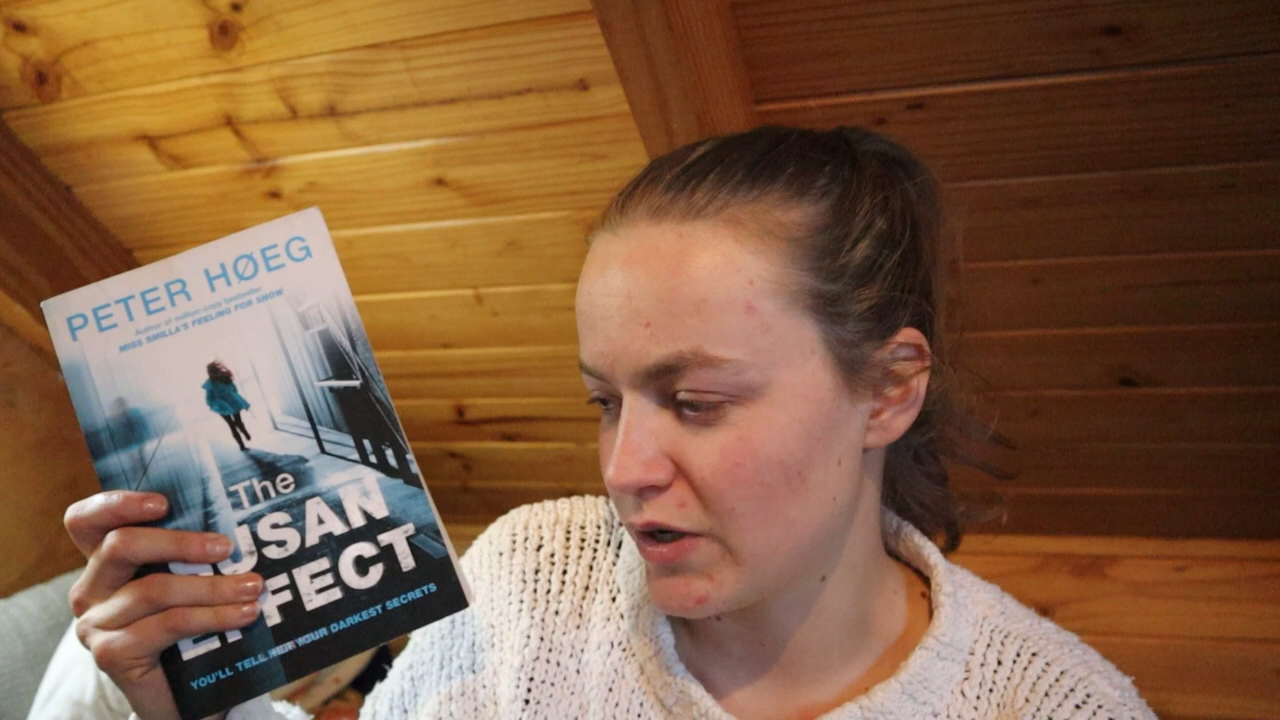 PETER HØEG
Author of million-copy bestseller
MISS SMILLA'S FEELING FOR SNOW
The
SUSAN
EFFECT
YOU'LL TELL HER YOUR DARKEST SECRETS